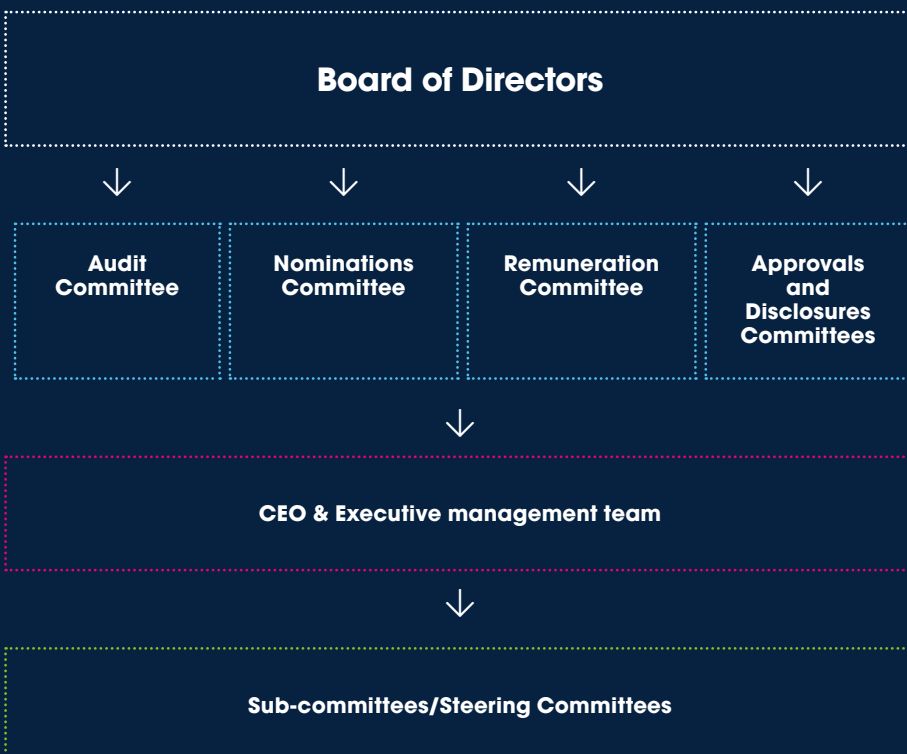 Board of Directors
Audit
Committee
Nominations
Committee
Remuneration
Committee
Approvals
and
Disclosures
Committees
CEO & Executive management team
Sub-committees/Steering Committees